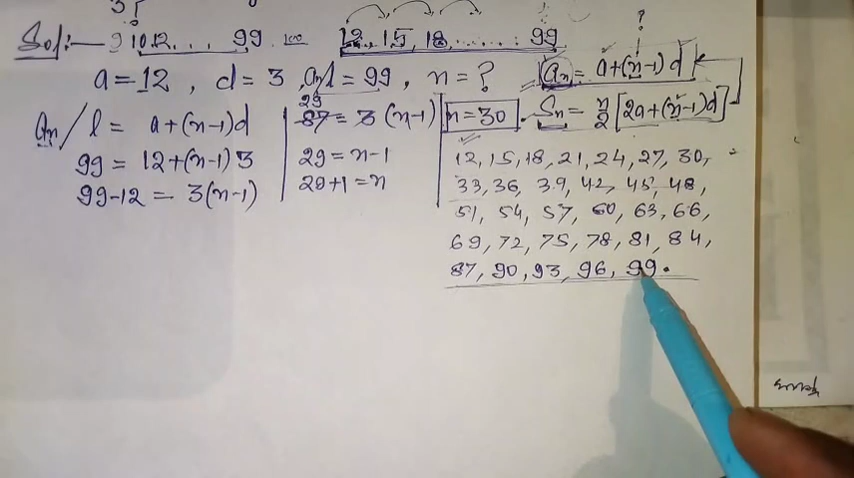 3?
Sol:— 9 10 12 . . . 99 100 12, 15, 18, ....... 99
?
a = 12, d = 3, an/l = 99, n = ? an = a+(n-1)d
an/l = a+(n-1)d
99 = 12+(n-1)3
99-12 = 3(n-1)
29
87 = 3(n-1)
29 = n-1
29+1 = n
n = 30 . Sn = n/2 [2a+(n-1)d]
12, 15, 18, 21, 24, 27, 30,
33, 36, 39, 42, 45, 48,
51, 54, 57, 60, 63, 66,
69, 72, 75, 78, 81, 84,
87, 90, 93, 96, 99.